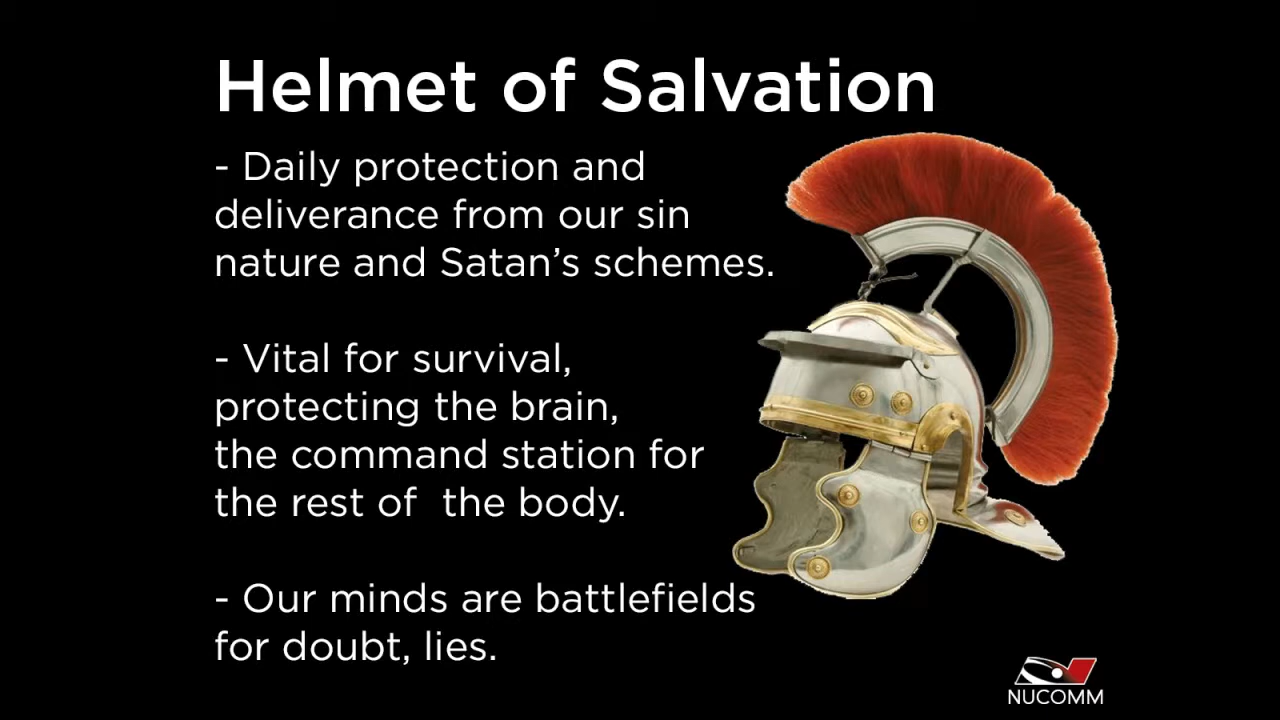 Helmet of Salvation
- Daily protection and
deliverance from our sin
nature and Satan’s schemes.
- Vital for survival,
protecting the brain,
the command station for
the rest of  the body.
- Our minds are battlefields
for doubt, lies.
NUCOMM